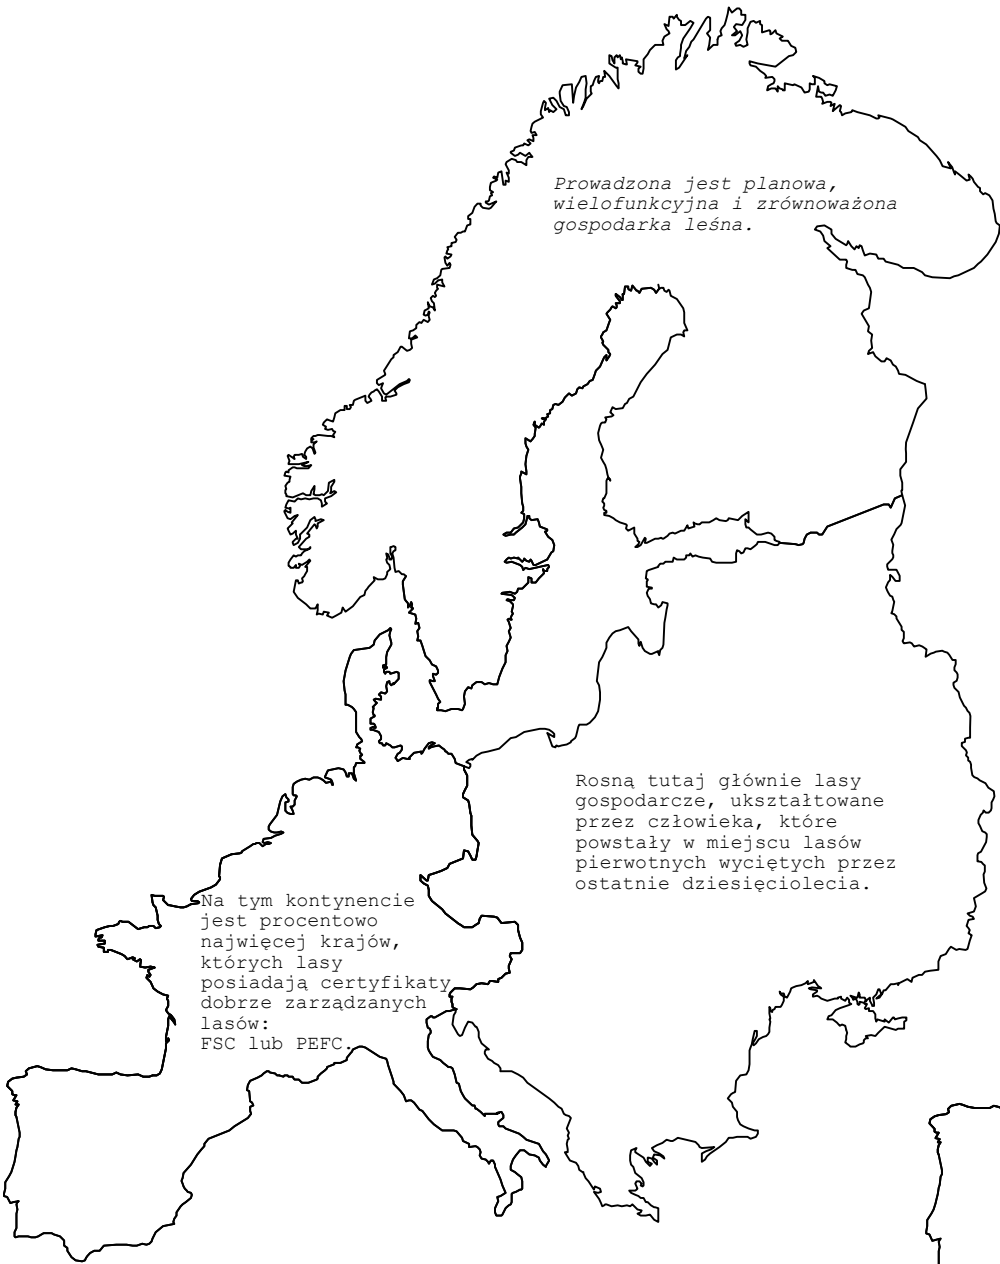 Prowadzona jest planowa,
wielofunkcyjna i zrównoważona
gospodarka leśna.
Rosną tutaj głównie lasy
gospodarcze, ukształtowane
przez człowieka, które
powstały w miejscu lasów
pierwotnych wyciętych przez
ostatnie dziesięciolecia.
Na tym kontynencie
jest procentowo
najwięcej krajów,
których lasy
posiadają certyfikaty
dobrze zarządzanych
lasów:
FSC lub PEFC.